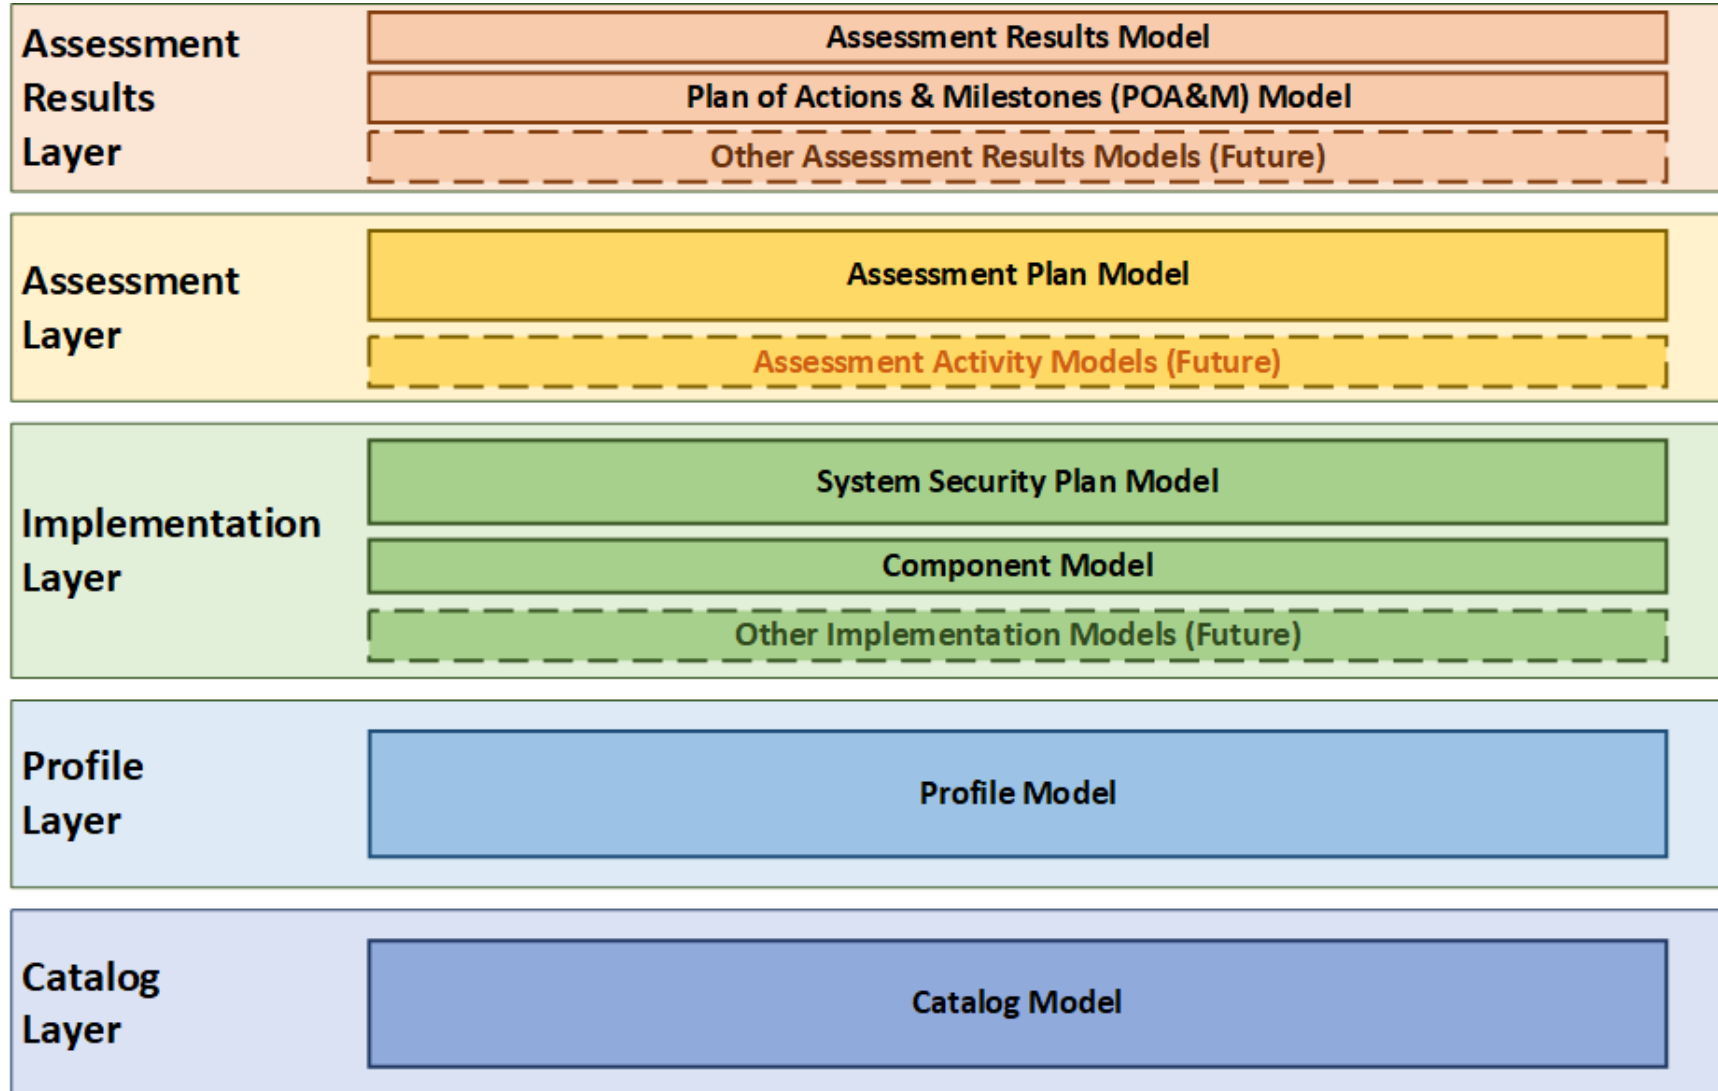 Assessment
Results
Layer
Assessment Results Model
Plan of Actions & Milestones (POA&M) Model
Other Assessment Results Models (Future)
Assessment
Layer
Assessment Plan Model
Assessment Activity Models (Future)
Implementation
Layer
System Security Plan Model
Component Model
Other Implementation Models (Future)
Profile
Layer
Profile Model
Catalog
Layer
Catalog Model